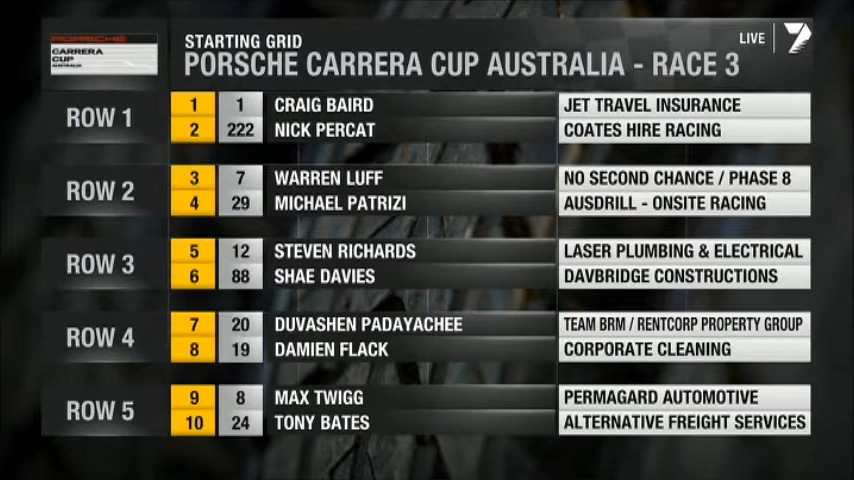 PORSCHE
CARRERA
CUP
AUSTRALIA
STARTING GRID
PORSCHE CARRERA CUP AUSTRALIA - RACE 3
LIVE
7
ROW 1
1 1 CRAIG BAIRD JET TRAVEL INSURANCE
2 222 NICK PERCAT COATES HIRE RACING
ROW 2
3 7 WARREN LUFF NO SECOND CHANCE / PHASE 8
4 29 MICHAEL PATRIZI AUSDRILL - ONSITE RACING
ROW 3
5 12 STEVEN RICHARDS LASER PLUMBING & ELECTRICAL
6 88 SHAE DAVIES DAVBRIDGE CONSTRUCTIONS
ROW 4
7 20 DUVASHEN PADAYACHEE TEAM BRM / RENTCORP PROPERTY GROUP
8 19 DAMIEN FLACK CORPORATE CLEANING
ROW 5
9 8 MAX TWIGG PERMAGARD AUTOMOTIVE
10 24 TONY BATES ALTERNATIVE FREIGHT SERVICES